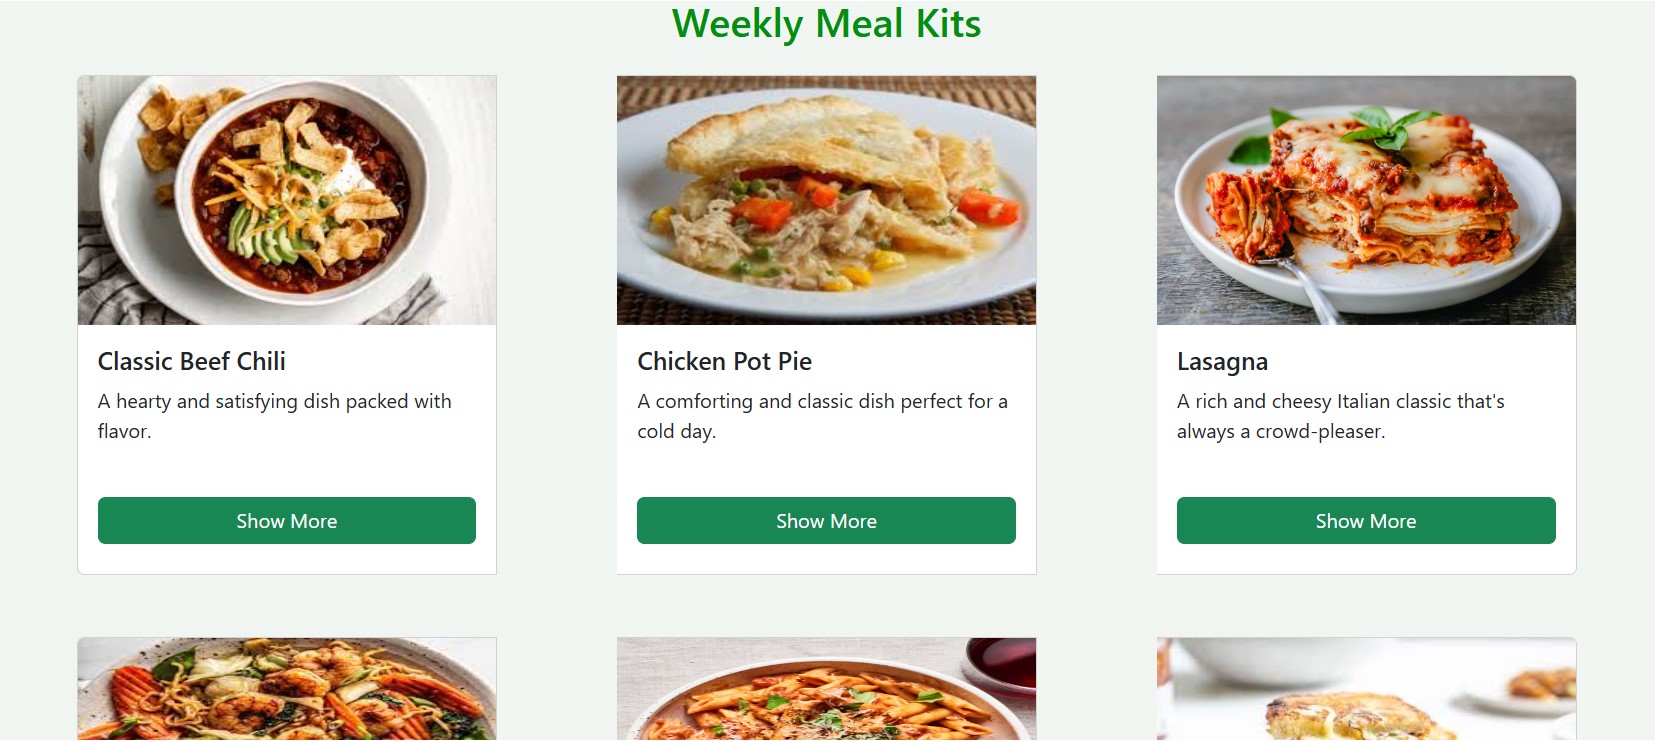 Weekly Meal Kits
Classic Beef Chili
A hearty and satisfying dish packed with
flavor.
Show More
Chicken Pot Pie
A comforting and classic dish perfect for a
cold day.
Show More
Lasagna
A rich and cheesy Italian classic that's
always a crowd-pleaser.
Show More